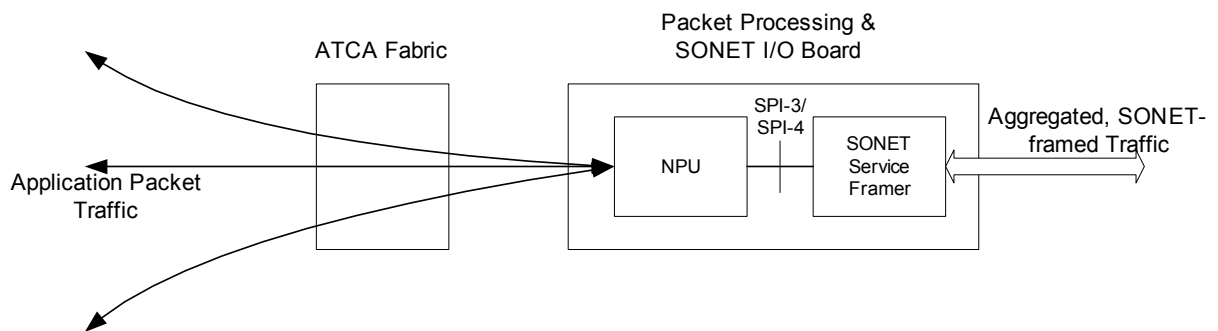 Packet Processing &
SONET I/O Board
ATCA Fabric
SPI-3/
SPI-4
Aggregated, SONET-
framed Traffic
NPU
SONET
Service
Framer
Application Packet
Traffic